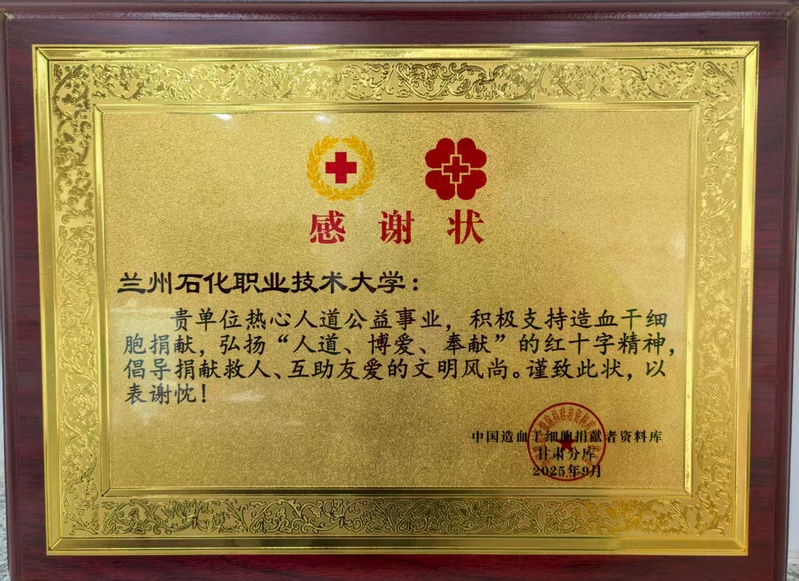 感谢状
兰州石化职业技术大学：
贵单位热心人道公益事业，积极支持造血干细
胞捐献，弘扬“人道、博爱、奉献”的红十字精神，
倡导捐献救人、互助友爱的文明风尚。谨致此状，以
表谢忱！
中国造血干细胞捐献者资料库
甘肃分库
2025年9月